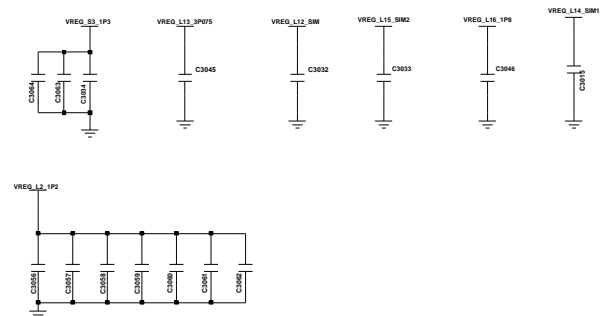 VREG_L14_SIM1
VREG_S3_1P3
VREG_L13_3P075
VREG_L12_SIM
VREG_L15_SIM2
VREG_L16_1P8
C3064
C3063
C3034
C3045
C3032
C3033
C3046
C3015
VREG_L2_1P2
C3056
C3057
C3058
C3059
C3060
C3061
C3062